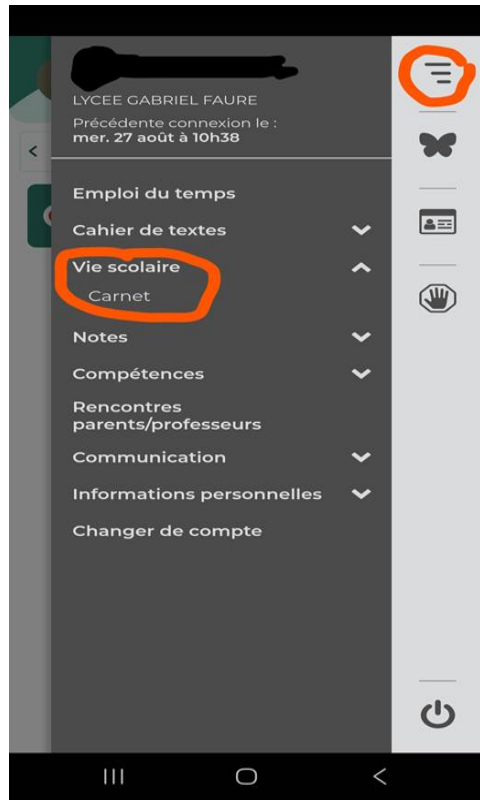 LYCEE GABRIEL FAURE
Précédente connexion le :
mer. 27 août à 10h38
Emploi du temps
Cahier de textes
Vie scolaire
Carnet
Notes
Compétences
Rencontres
parents/professeurs
Communication
Informations personnelles
Changer de compte